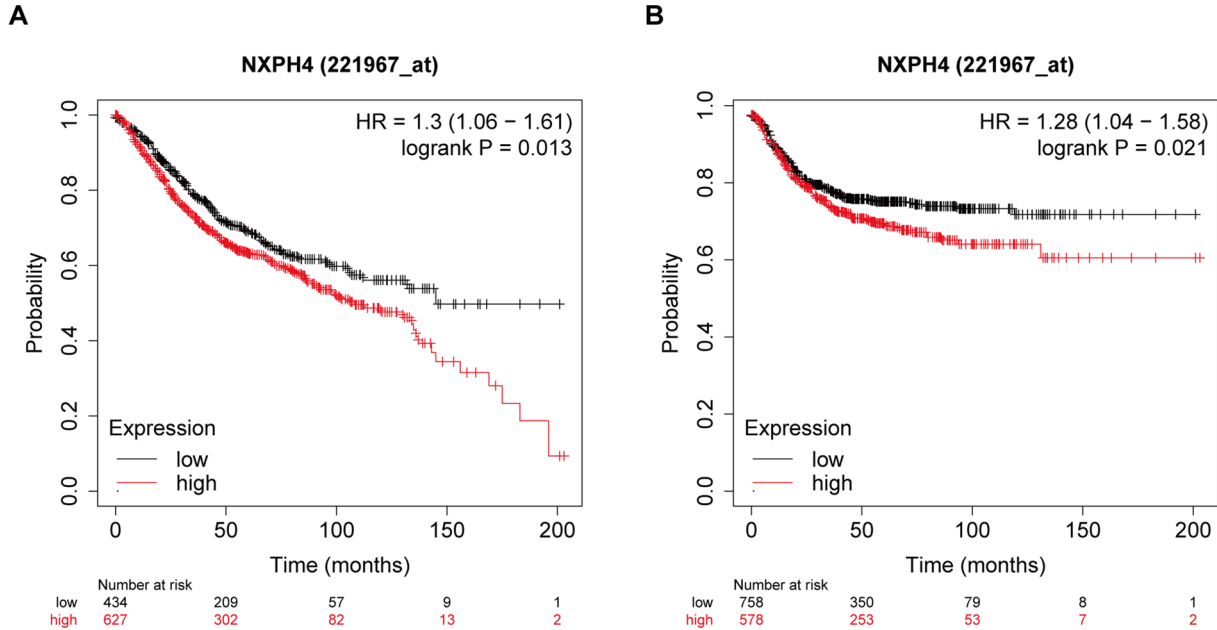 A
NXPH4 (221967_at)
HR = 1.3 (1.06 − 1.61)
logrank P = 0.013
Probability
1.0
0.8
0.6
0.4
0.2
0.0
Expression
low
high
0 50 100 150 200
Time (months)
Number at risk
low 434 209 57 9 1
high 627 302 82 13 2
B
NXPH4 (221967_at)
HR = 1.28 (1.04 − 1.58)
logrank P = 0.021
Probability
1.0
0.8
0.6
0.4
0.2
0.0
Expression
low
high
0 50 100 150 200
Time (months)
Number at risk
low 758 350 79 8 1
high 578 253 53 7 2